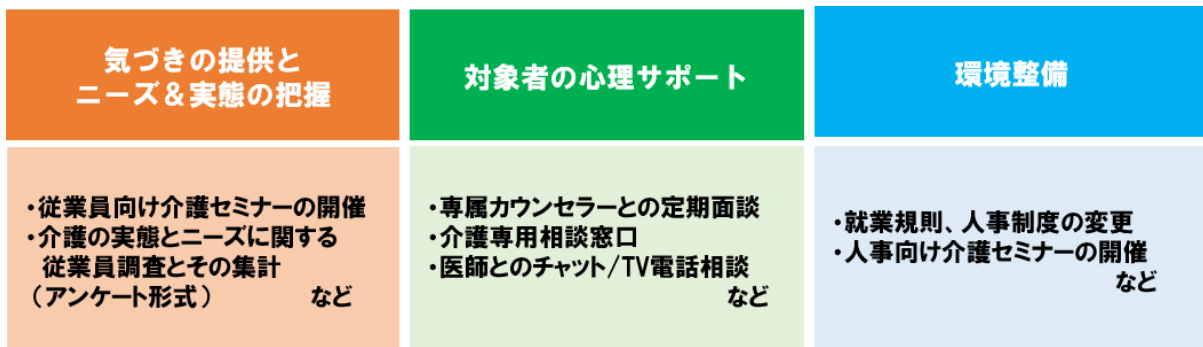 気づきの提供と
ニーズ＆実態の把握
・従業員向け介護セミナーの開催
・介護の実態とニーズに関する
従業員調査とその集計
（アンケート形式） など
対象者の心理サポート
・専属カウンセラーとの定期面談
・介護専用相談窓口
・医師とのチャット/TV電話相談
など
環境整備
・就業規則、人事制度の変更
・人事向け介護セミナーの開催
など